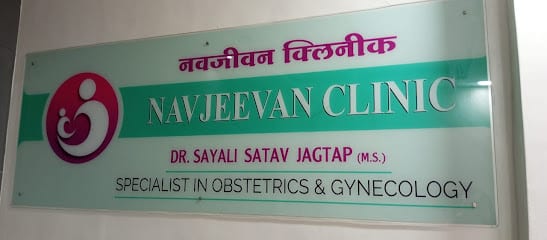 नवजीवन क्लिनीक
NAVJEEVAN CLINIC
DR. SAYALI SATAV JAGTAP (M.S.)
SPECIALIST IN OBSTETRICS & GYNECOLOGY